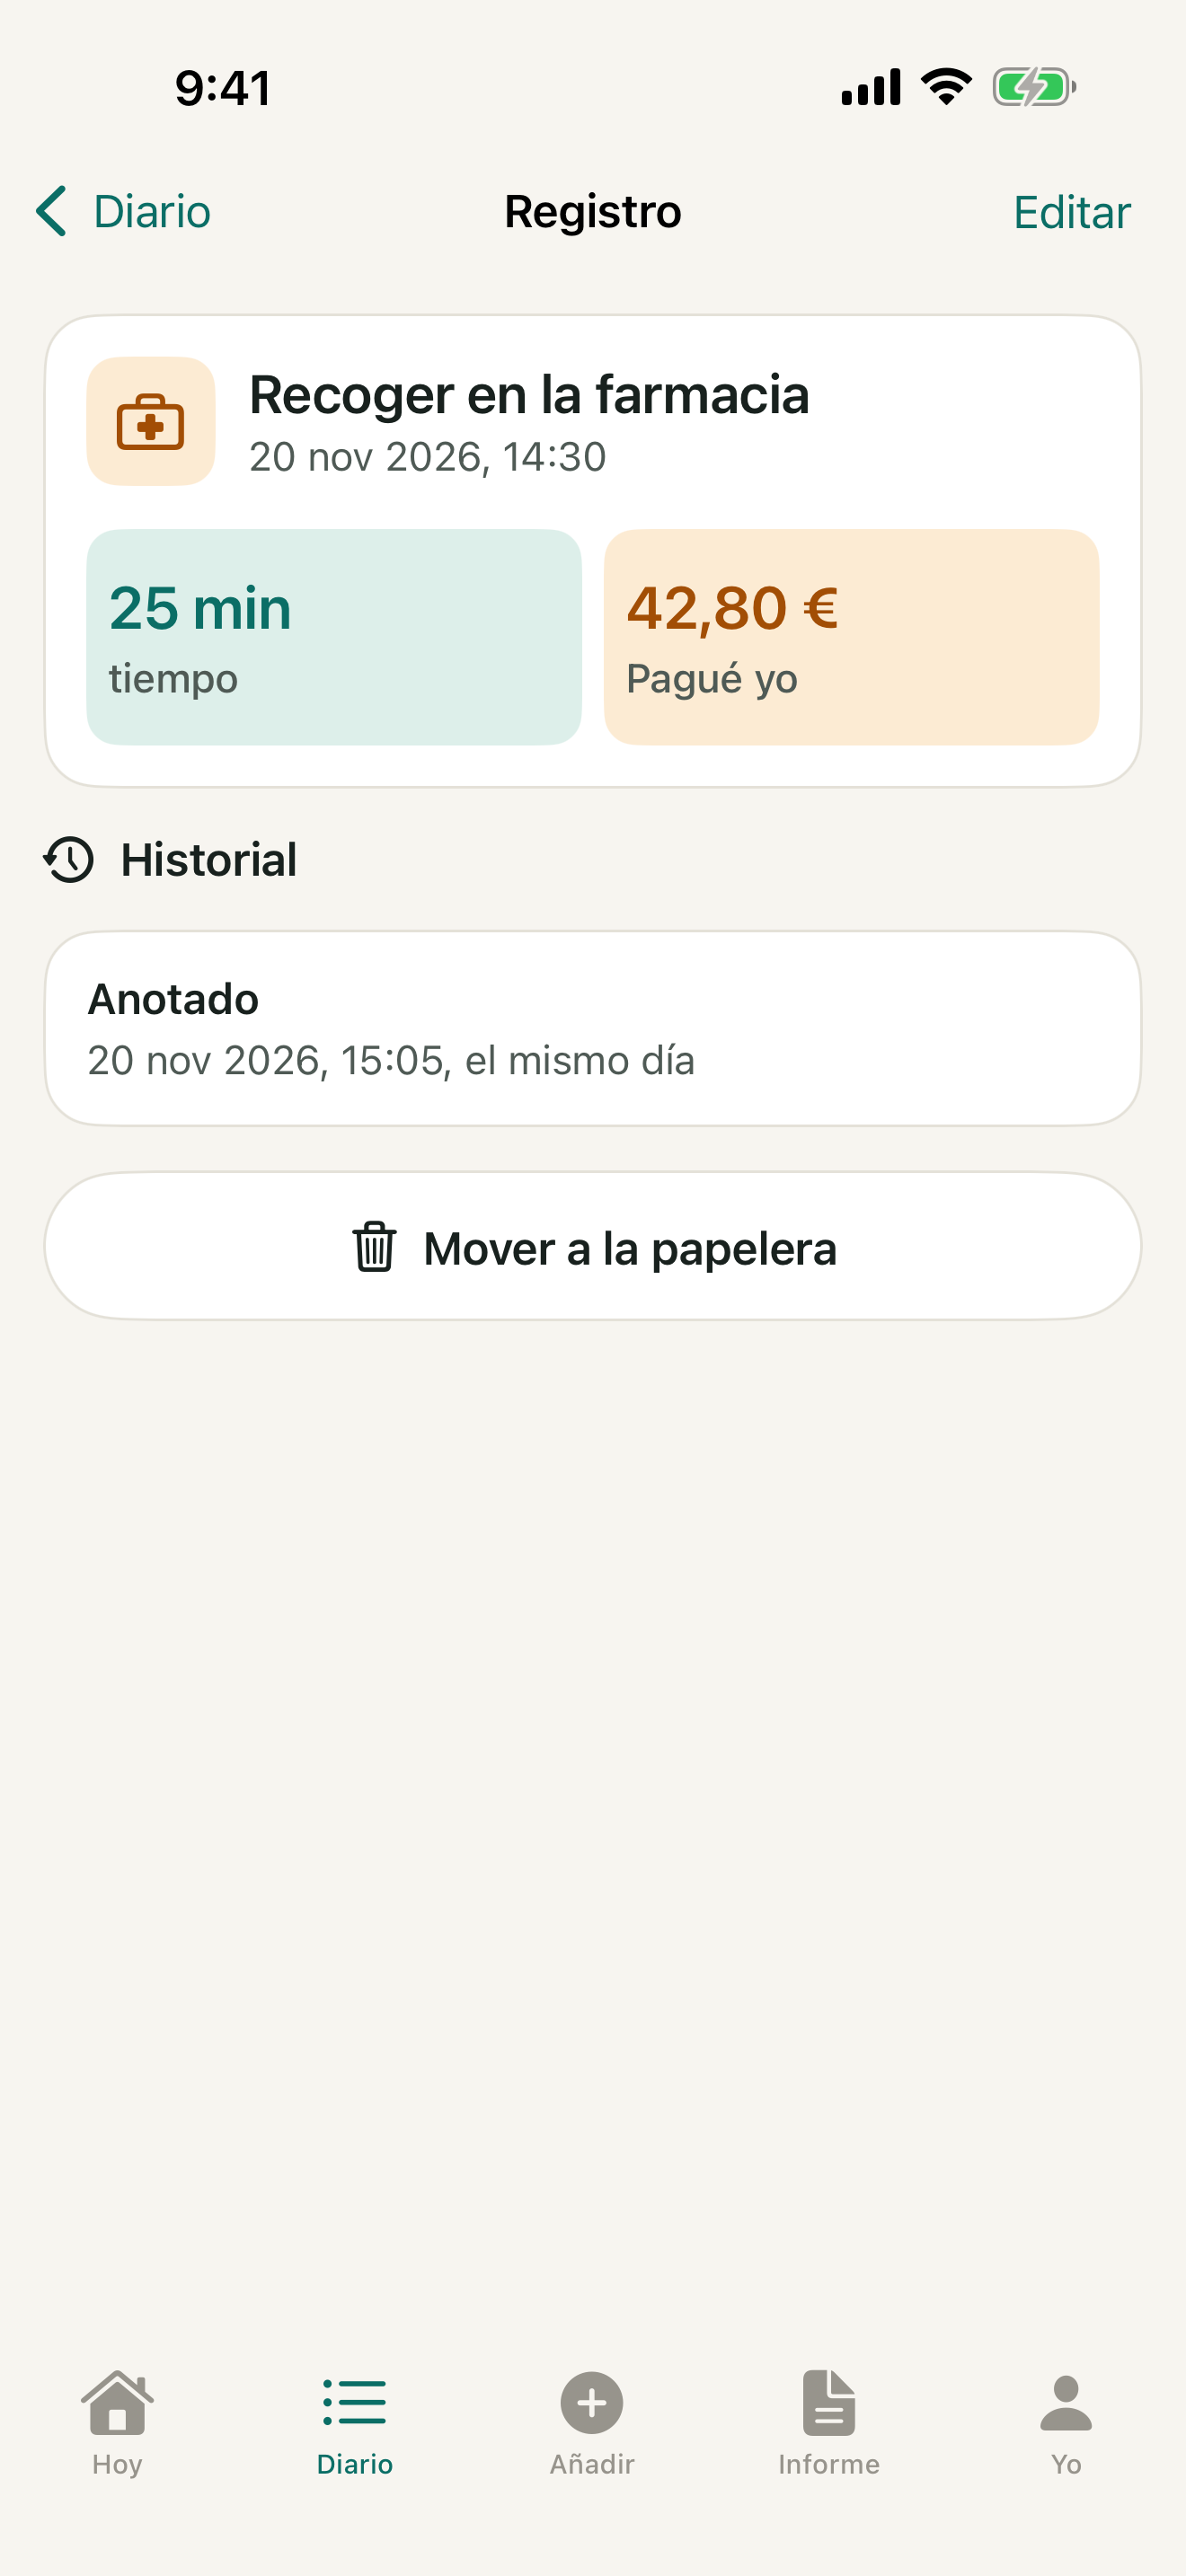 9:41
Diario
Registro
Editar
Recoger en la farmacia
20 nov 2026, 14:30
25 min
tiempo
42,80 €
Pagué yo
Historial
Anotado
20 nov 2026, 15:05, el mismo día
Mover a la papelera
Hoy
Diario
Añadir
Informe
Yo